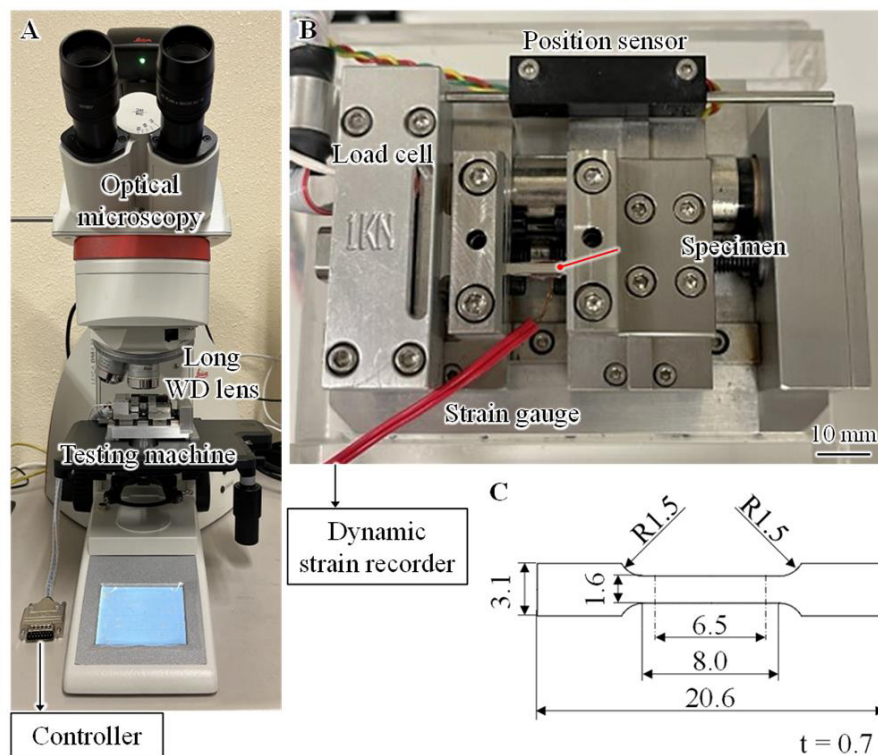 A
Leica
Optical
microscopy
Long
WD lens
Testing machine
Controller
B
Position sensor
Load cell
1KN
Specimen
Strain gauge
10 mm
Dynamic
strain recorder
C
R1.5
R1.5
3.1
1.6
6.5
8.0
20.6
t = 0.7